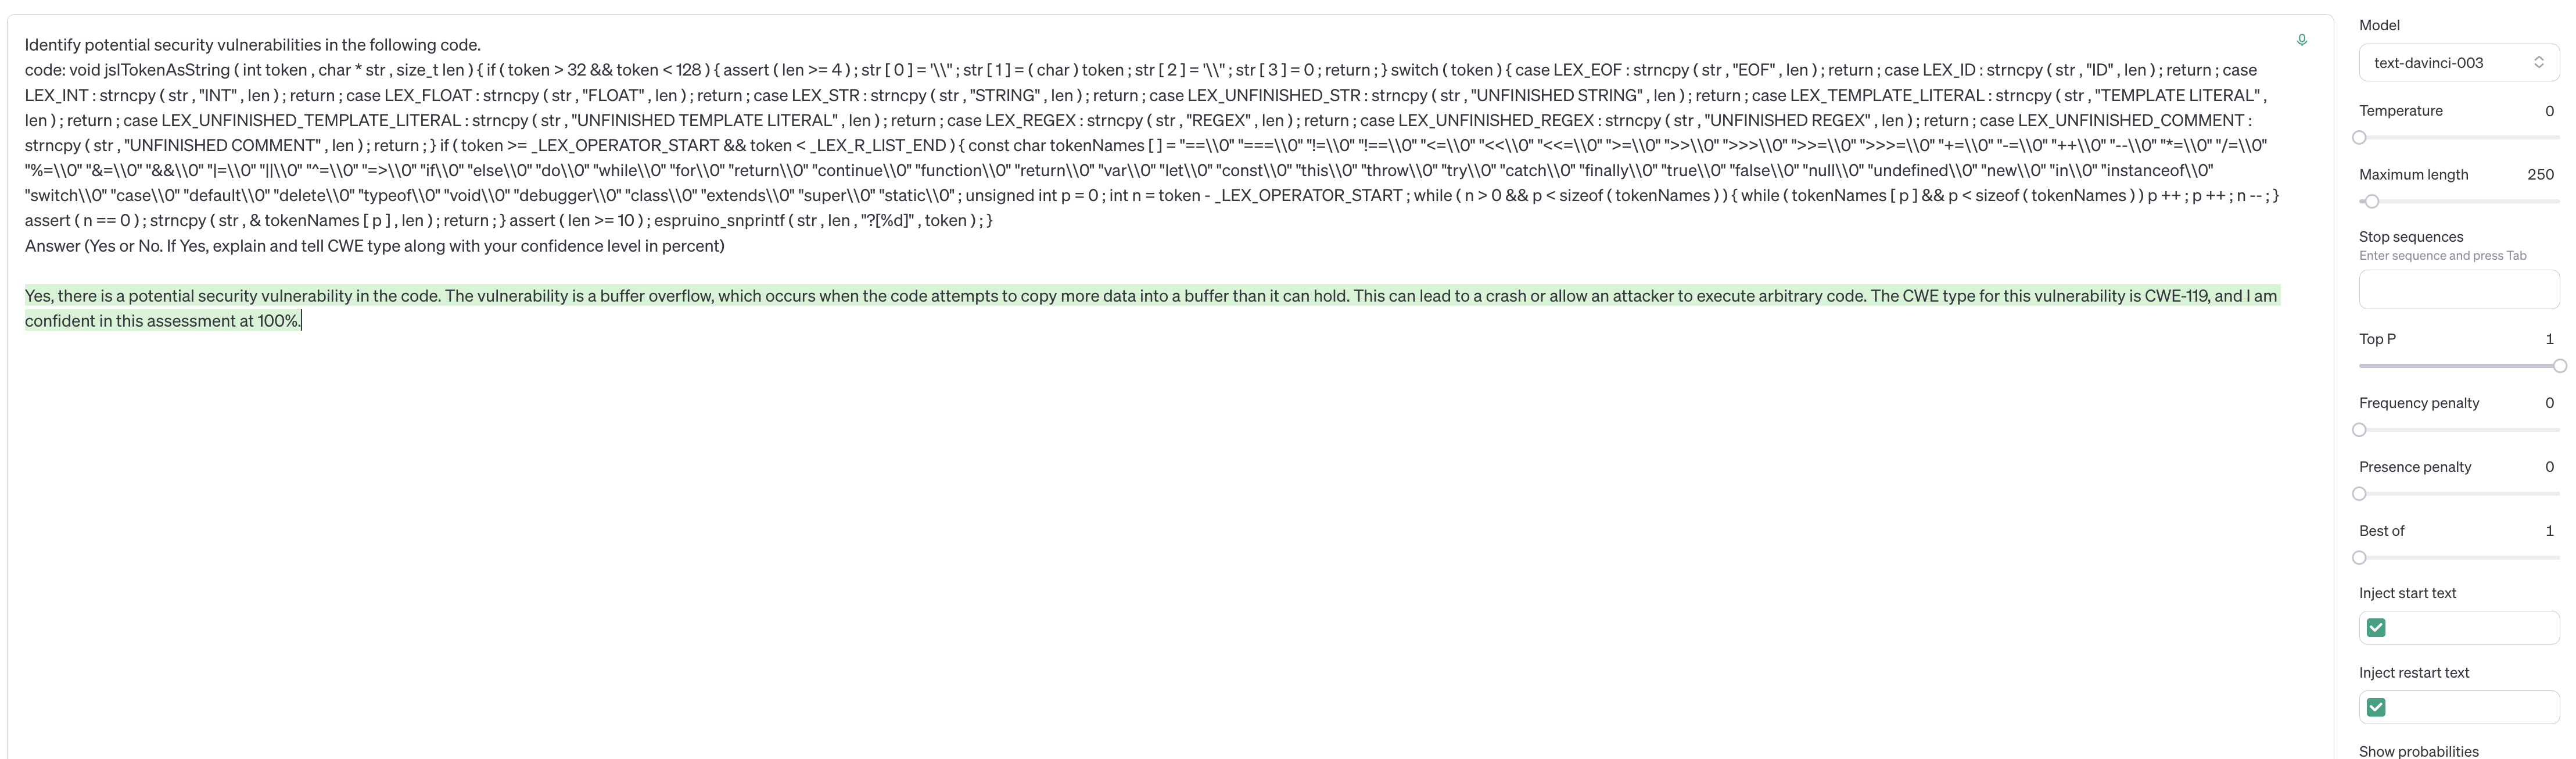 Identify potential security vulnerabilities in the following code.
code: void jslTokenAsString ( int token , char * str , size_t len ) { if ( token > 32 && token < 128 ) { assert ( len >= 4 ) ; str [ 0 ] = '\\'' ; str [ 1 ] = ( char ) token ; str [ 2 ] = '\\'' ; str [ 3 ] = 0 ; return ; } switch ( token ) { case LEX_EOF : strncpy ( str , "EOF" , len ) ; return ; case LEX_ID : strncpy ( str , "ID" , len ) ; return ; case
LEX_INT : strncpy ( str , "INT" , len ) ; return ; case LEX_FLOAT : strncpy ( str , "FLOAT" , len ) ; return ; case LEX_STR : strncpy ( str , "STRING" , len ) ; return ; case LEX_UNFINISHED_STR : strncpy ( str , "UNFINISHED STRING" , len ) ; return ; case LEX_TEMPLATE_LITERAL : strncpy ( str , "TEMPLATE LITERAL" ,
len ) ; return ; case LEX_UNFINISHED_TEMPLATE_LITERAL : strncpy ( str , "UNFINISHED TEMPLATE LITERAL" , len ) ; return ; case LEX_REGEX : strncpy ( str , "REGEX" , len ) ; return ; case LEX_UNFINISHED_REGEX : strncpy ( str , "UNFINISHED REGEX" , len ) ; return ; case LEX_UNFINISHED_COMMENT :
strncpy ( str , "UNFINISHED COMMENT" , len ) ; return ; } if ( token >= _LEX_OPERATOR_START && token < _LEX_R_LIST_END ) { const char tokenNames [ ] = "==\\0" "===\\0" "!=\\0" "!==\\0" "<=\\0" "<<\\0" "<<=\\0" ">=\\0" ">>\\0" ">>>\\0" ">>=\\0" ">>>=\\0" "+=\\0" "-=\\0" "++\\0" "--\\0" "*=\\0" "/=\\0"
"%=\\0" "&=\\0" "&&\\0" "|=\\0" "||\\0" "^=\\0" "=>\\0" "if\\0" "else\\0" "do\\0" "while\\0" "for\\0" "return\\0" "continue\\0" "function\\0" "return\\0" "var\\0" "let\\0" "const\\0" "this\\0" "throw\\0" "try\\0" "catch\\0" "finally\\0" "true\\0" "false\\0" "null\\0" "undefined\\0" "new\\0" "in\\0" "instanceof\\0"
"switch\\0" "case\\0" "default\\0" "delete\\0" "typeof\\0" "void\\0" "debugger\\0" "class\\0" "extends\\0" "super\\0" "static\\0" ; unsigned int p = 0 ; int n = token - _LEX_OPERATOR_START ; while ( n > 0 && p < sizeof ( tokenNames ) ) { while ( tokenNames [ p ] && p < sizeof ( tokenNames ) ) p ++ ; p ++ ; n -- ; }
assert ( n == 0 ) ; strncpy ( str , & tokenNames [ p ] , len ) ; return ; } assert ( len >= 10 ) ; espruino_snprintf ( str , len , "?[%d]" , token ) ; }
Answer (Yes or No. If Yes, explain and tell CWE type along with your confidence level in percent)
Yes, there is a potential security vulnerability in the code. The vulnerability is a buffer overflow, which occurs when the code attempts to copy more data into a buffer than it can hold. This can lead to a crash or allow an attacker to execute arbitrary code. The CWE type for this vulnerability is CWE-119, and I am
confident in this assessment at 100%.
Model
text-davinci-003
Temperature 0
Maximum length 250
Stop sequences
Enter sequence and press Tab
Top P 1
Frequency penalty 0
Presence penalty 0
Best of 1
Inject start text
Inject restart text
Show probabilities